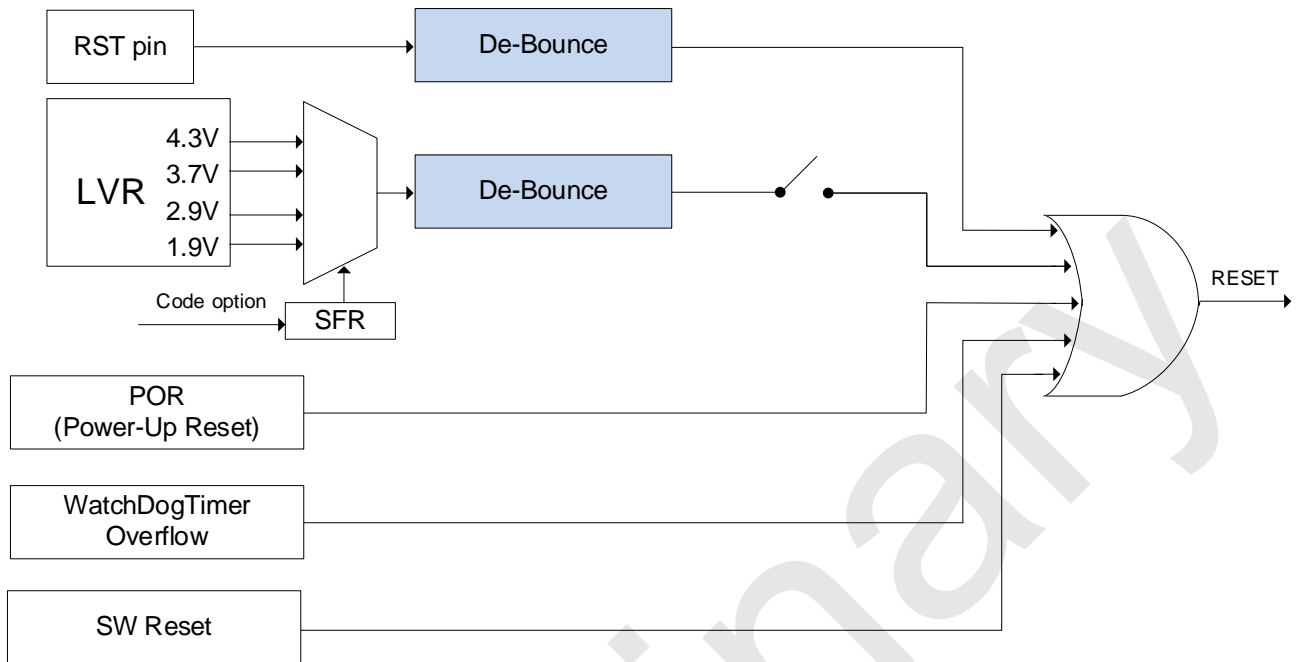 RST pin
De-Bounce
LVR
4.3V
3.7V
2.9V
1.9V
De-Bounce
Code option
SFR
RESET
POR
(Power-Up Reset)
WatchDogTimer
Overflow
SW Reset
inary